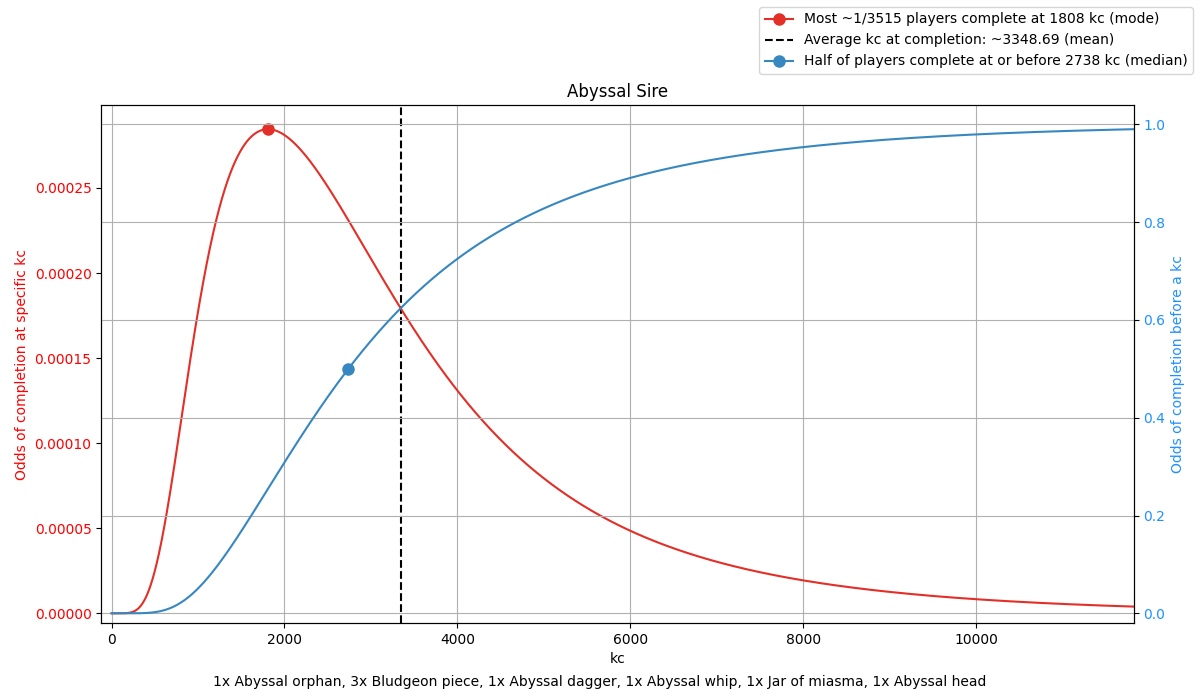 Most ~1/3515 players complete at 1808 kc (mode)
Average kc at completion: ~3348.69 (mean)
Half of players complete at or before 2738 kc (median)
Abyssal Sire
Odds of completion at specific kc
0.00025
0.00020
0.00015
0.00010
0.00005
0.00000
1.0
0.8
0.6
0.4
0.2
0.0
Odds of completion before a kc
0 2000 4000 6000 8000 10000
kc
1x Abyssal orphan, 3x Bludgeon piece, 1x Abyssal dagger, 1x Abyssal whip, 1x Jar of miasma, 1x Abyssal head